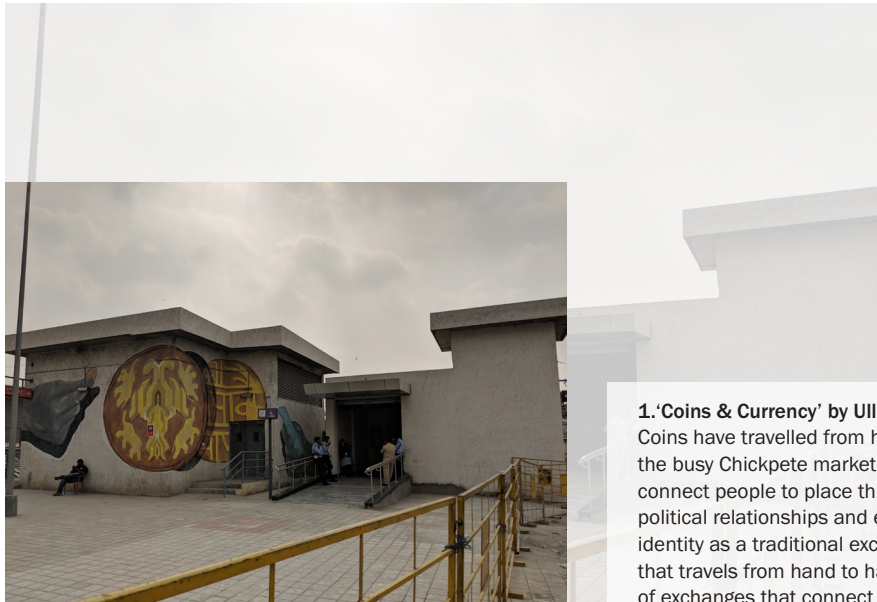 1.‘Coins & Currency’ by Ull
Coins have travelled from h
the busy Chickpete market
connect people to place th
political relationships and e
identity as a traditional exc
that travels from hand to ha
of exchanges that connect